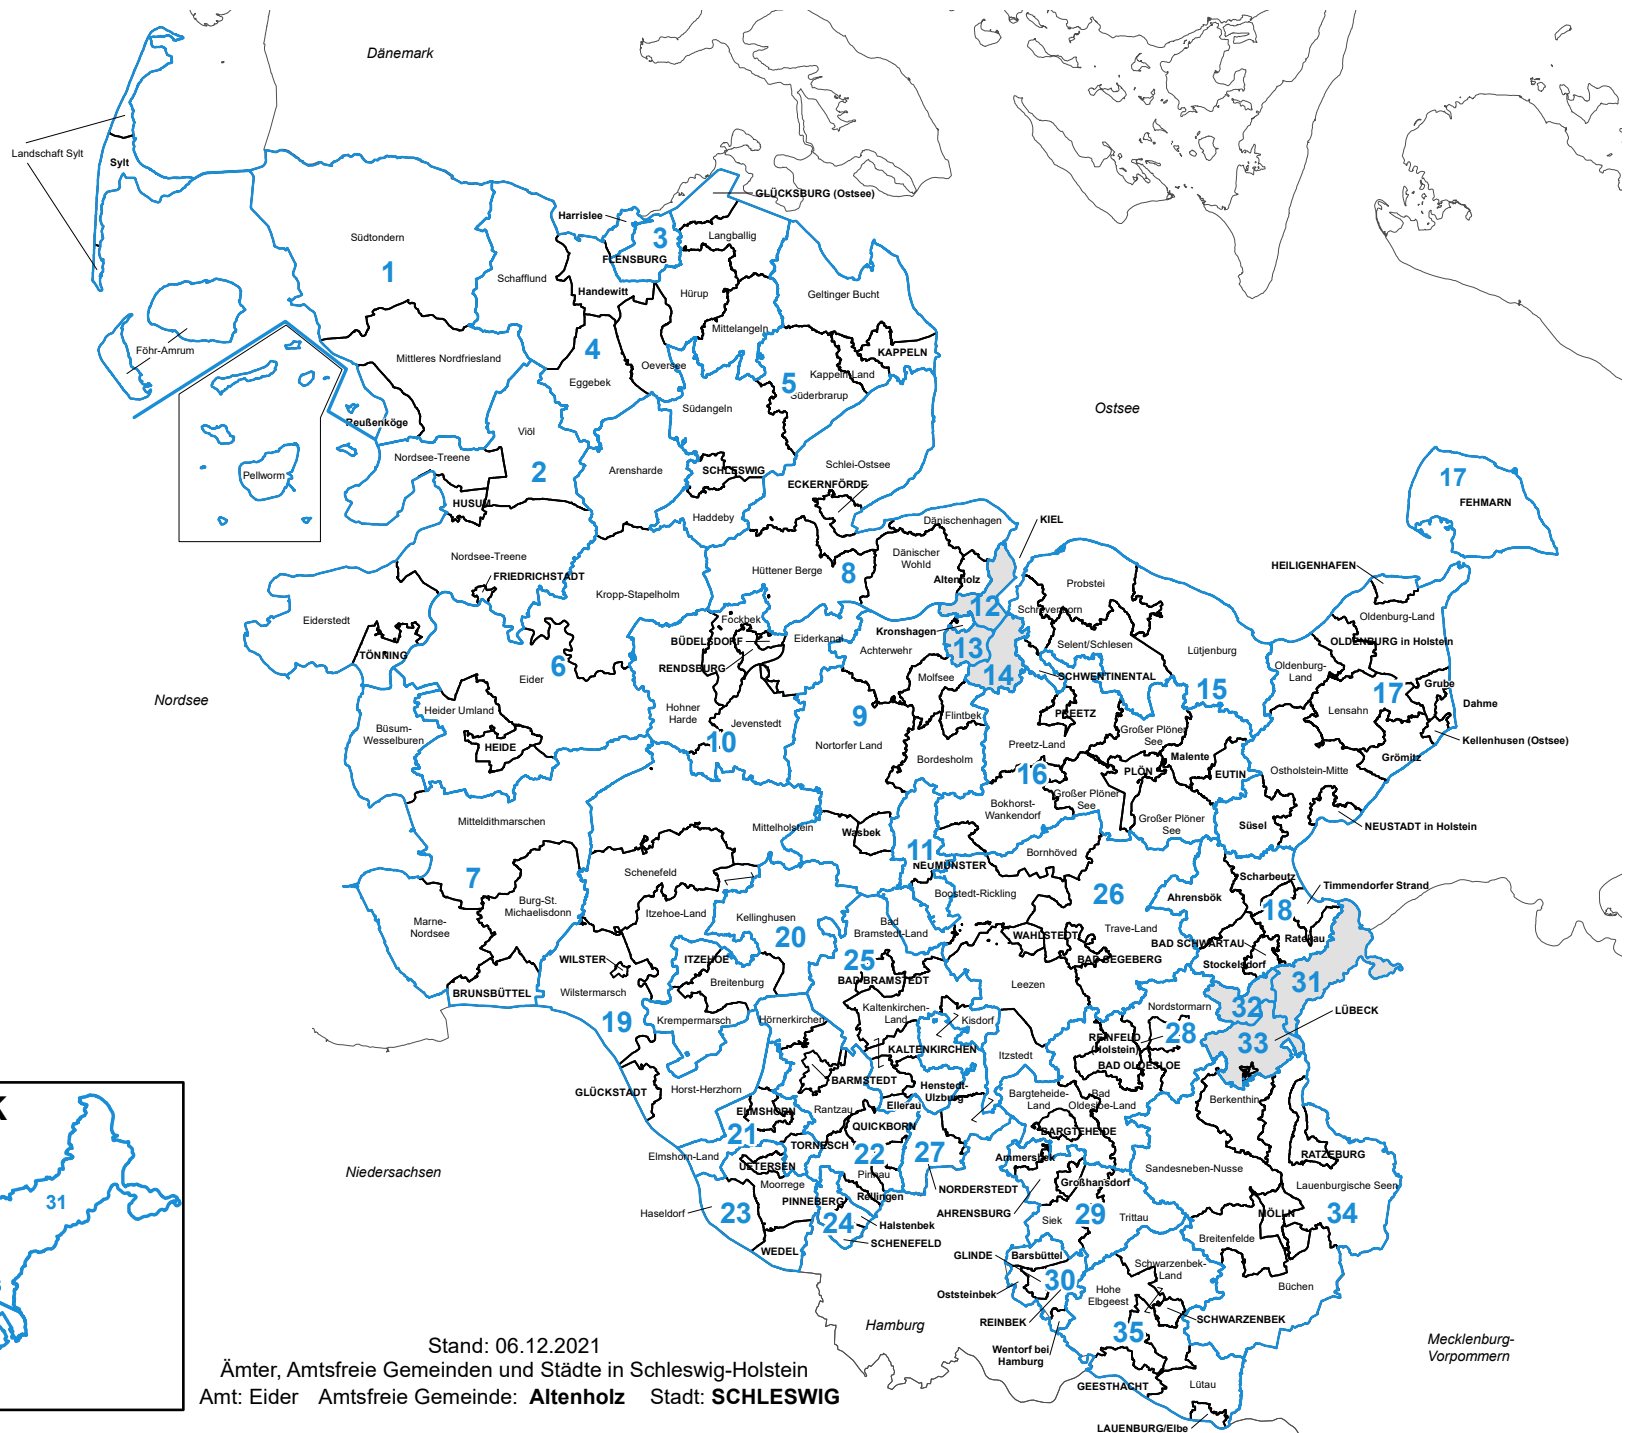 Dänemark
Landschaft Sylt
Sylt
GLÜCKSBURG (Ostsee)
Harrislee
3
Langballig
FLENSBURG
Südtondern
1
Schafflund
Handewitt
Hürup
Geltinger Bucht
Mittelangeln
Föhr-Amrum
Mittleres Nordfriesland
4
Eggebek
Oeversee
KAPPELN
Kappeln-Land
5
Süderbrarup
Südangeln
Ostsee
Reußenköge
Viöl
Nordsee-Treene
2
Arensharde
SCHLESWIG
Schlei-Ostsee
ECKERNFÖRDE
Pellworm
HUSUM
Haddeby
17
FEHMARN
Dänischenhagen
KIEL
Nordsee-Treene
FRIEDRICHSTADT
Hüttener Berge
8
Dänischer
Wohld
Altenholz
HEILIGENHAFEN
Probstei
Kropp-Stapelholm
12
Schrevenborn
Oldenburg-Land
Eiderstedt
Fockbek
Eiderkanal
Kronshagen
BÜDELSDORF
OLDENBURG in Holstein
TÖNNING
Achterwehr
13
Selent/Schlesen
Lütjenburg
RENDSBURG
6
Eider
Molfsee
14
SCHWENTINENTAL
Oldenburg-
Land
15
17
Grube
Nordsee
Dahme
Heider Umland
Hohner
Harde
Jevenstedt
9
Flintbek
PREETZ
Lensahn
Büsum-
Wesselburen
HEIDE
10
Nortorfer Land
Preetz-Land
Großer Plöner
See
Kellenhusen (Ostsee)
Bordesholm
Malente
Grömitz
16
PLÖN
EUTIN
Ostholstein-Mitte
Bokhorst-
Wankendorf
Großer Plöner
See
Mitteldithmarschen
Mittelholstein
Wasbek
Großer Plöner
See
Süsel
NEUSTADT in Holstein
11
NEUMÜNSTER
Bornhöved
7
Schenefeld
Boostedt-Rickling
26
Scharbeutz
Timmendorfer Strand
Ahrensbök
Burg-St.
Michaelisdonn
Itzehoe-Land
Kellinghusen
18
Marne-
Nordsee
20
Bad
Bramstedt-Land
WAHLSTEDT
Trave-Land
BAD SCHWARTAU
Ratekau
WILSTER
ITZEHOE
25
BAD SEGEBERG
Stockelsdorf
BAD BRAMSTEDT
31
BRUNSBÜTTEL
Wilstermarsch
Breitenburg
Leezen
Nordstormarn
32
Kaltenkirchen-
Land
LÜBECK
19
Krempermarsch
Hörnerkirchen
Kisdorf
28
33
KALTENKIRCHEN
Itzstedt
REINFELD
(Holstein)
BAD OLDESLOE
BARMSTEDT
GLÜCKSTADT
Horst-Herzhorn
Henstedt-
Ulzburg
Bargteheide-
Land
Bad
Oldesloe-Land
Berkenthin
ELMSHORN
Rantzau
Ellerau
21
QUICKBORN
BARGTEHEIDE
TORNESCH
22
27
Elmshorn-Land
Ammersbek
RATZEBURG
UETERSEN
Pinnau
Sandesneben-Nusse
Niedersachsen
Moorrege
Großhansdorf
Lauenburgische Seen
NORDERSTEDT
PINNEBERG
Rellingen
Haseldorf
23
AHRENSBURG
24
Halstenbek
Siek
29
Trittau
MÖLLN
34
SCHENEFELD
WEDEL
GLINDE
Barsbüttel
Breitenfelde
Schwarzenbek-
Land
30
Büchen
Oststeinbek
Hohe
Elbgeest
REINBEK
SCHWARZENBEK
35
Hamburg
Wentorf bei
Hamburg
Mecklenburg-
Vorpommern
GEESTHACHT
Lütau
LAUENBURG/Elbe
K
31
Stand: 06.12.2021
Ämter, Amtsfreie Gemeinden und Städte in Schleswig-Holstein
Amt: Eider Amtsfreie Gemeinde: Altenholz Stadt: SCHLESWIG